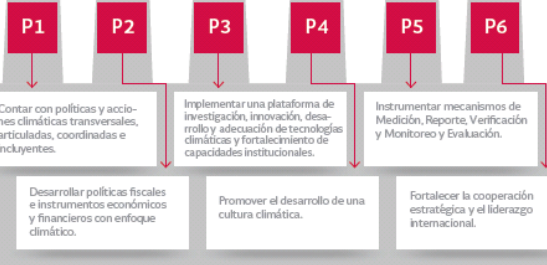 P1
P2
P3
P4
P5
P6
Contar con políticas y accio-
nes climáticas transversales,
articuladas, coordinadas e
incluyentes.
Implementar una plataforma de
investigación, innovación, desa-
rrollo y adecuación de tecnologías
climáticas y fortalecimiento de
capacidades institucionales.
Instrumentar mecanismos de
Medición, Reporte, Verificación
y Monitoreo y Evaluación.
Desarrollar políticas fiscales
e instrumentos económicos
y financieros con enfoque
climático.
Promover el desarrollo de una
cultura climática.
Fortalecer la cooperación
estratégica y el liderazgo
internacional.